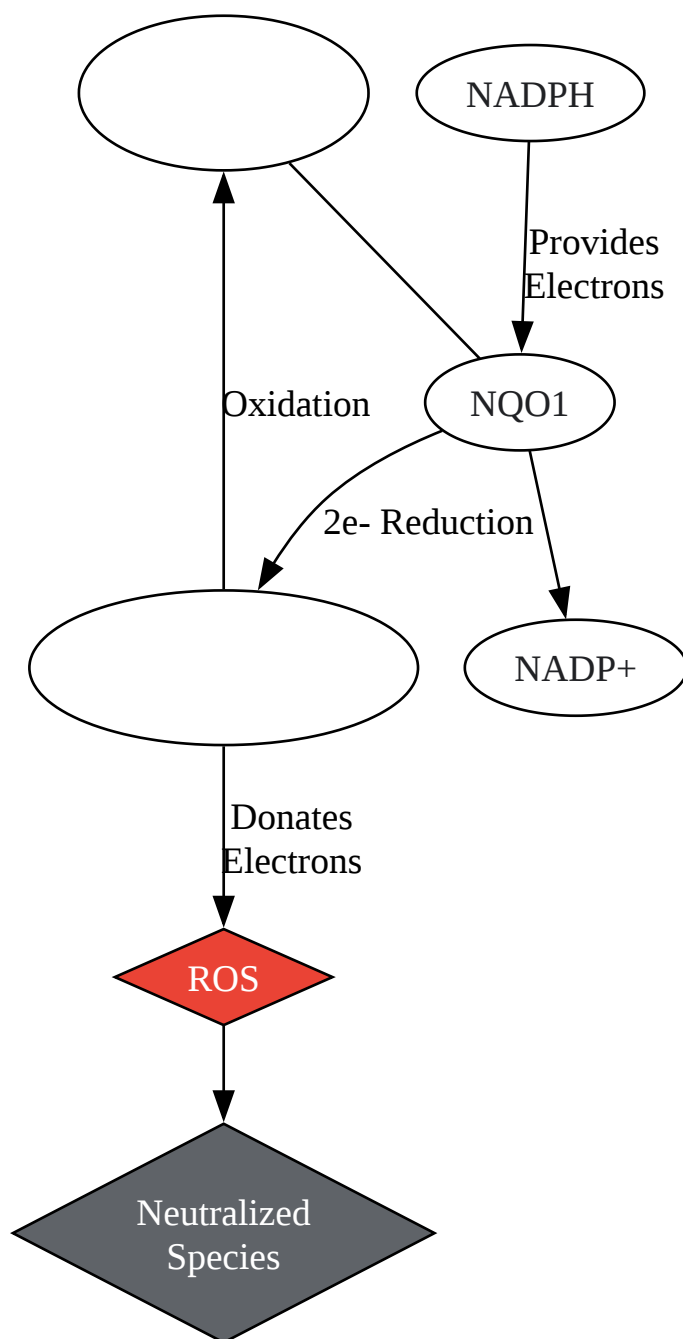 NADPH
Provides
Electrons
Oxidation
NQO1
2e- Reduction
NADP+
Donates
Electrons
ROS
Neutralized
Species